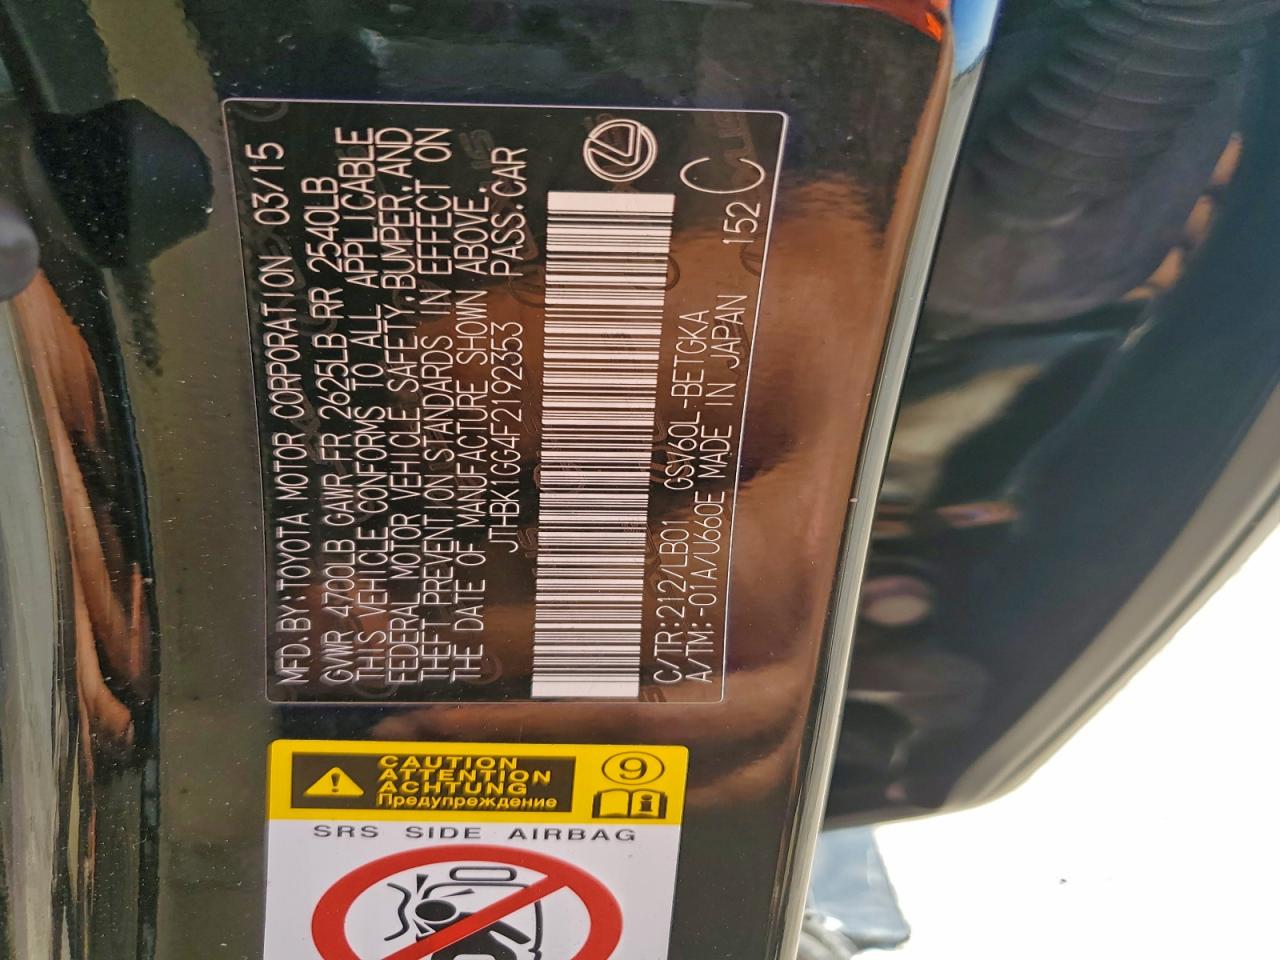 MFD.BY:TOYOTA MOTOR CORPORATION 03/15
GVWR 4700LB GAWR FR 2625LB RR 2540LB
THIS VEHICLE CONFORMS TO ALL APPLICABLE
FEDERAL MOTOR VEHICLE SAFETY,BUMPER,AND
THEFT PREVENTION STANDARDS IN EFFECT ON
THE DATE OF MANUFACTURE SHOWN ABOVE.
JTHBK1GG4F2192353 PASS.CAR
C/TR:212/LB01 GSV60L-BETGKA
A/TM:-01A/U660E MADE IN JAPAN 152 C
CAUTION
ATTENTION
ACHTUNG
Предупреждение
9
i
SRS SIDE AIRBAG